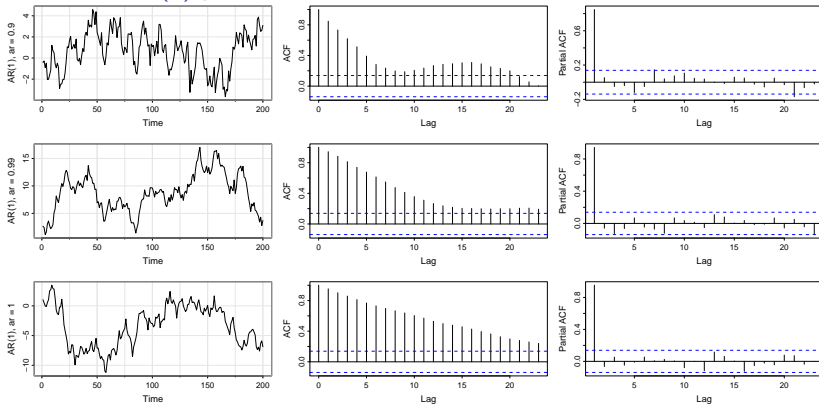 AR(1), ar = 0.9
4
2
0
−2
0 50 100 150 200
Time
ACF
0.8
0.4
0.0
0 5 10 15 20
Lag
Partial ACF
0.8
0.2
−0.2
5 10 15 20
Lag
AR(1), ar = 0.99
15
10
5
0 50 100 150 200
Time
ACF
0.8
0.4
0.0
0 5 10 15 20
Lag
Partial ACF
0.8
0.4
0.0
5 10 15 20
Lag
AR(1), ar = 1
0
−5
−10
0 50 100 150 200
Time
ACF
0.8
0.4
0.0
0 5 10 15 20
Lag
Partial ACF
0.8
0.4
0.0
5 10 15 20
Lag